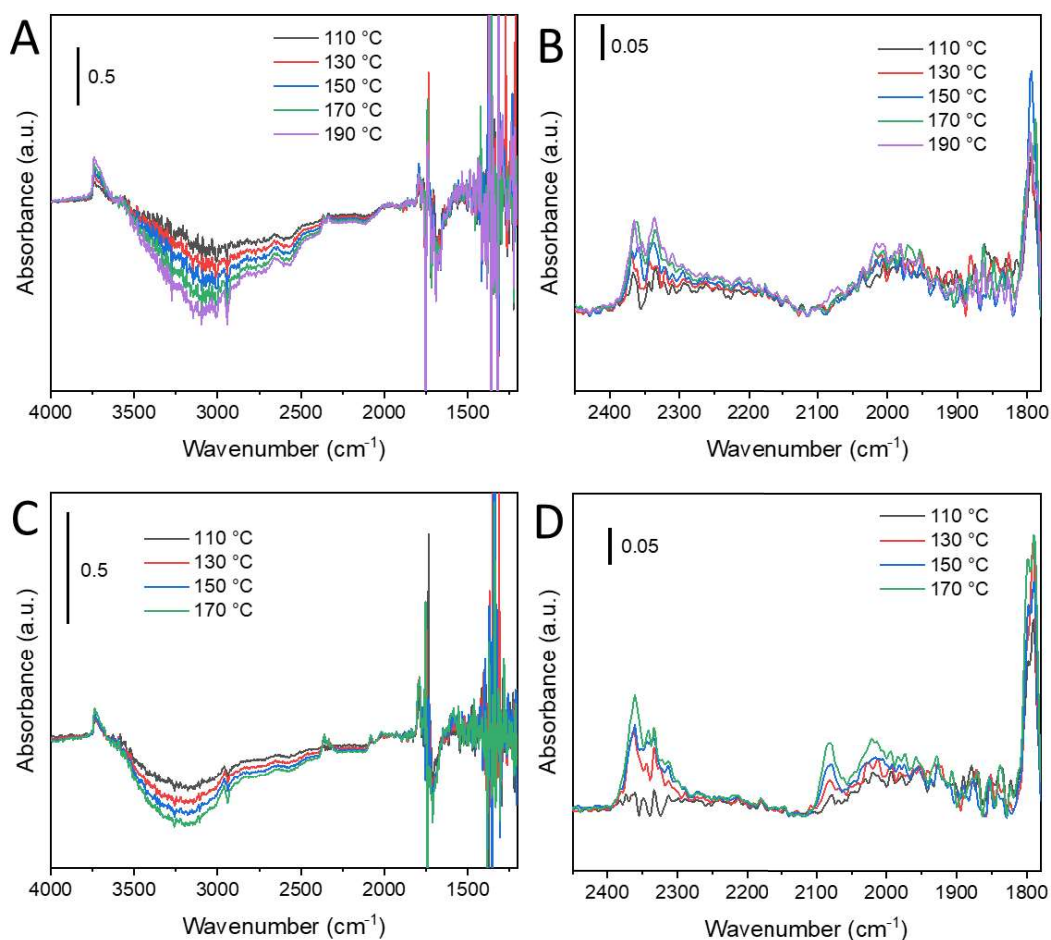 A
0.5
110 °C
130 °C
150 °C
170 °C
190 °C
Absorbance (a.u.)
4000 3500 3000 2500 2000 1500
Wavenumber (cm⁻¹)
B
0.05
110 °C
130 °C
150 °C
170 °C
190 °C
Absorbance (a.u.)
2400 2300 2200 2100 2000 1900 1800
Wavenumber (cm⁻¹)
C
0.5
110 °C
130 °C
150 °C
170 °C
Absorbance (a.u.)
4000 3500 3000 2500 2000 1500
Wavenumber (cm⁻¹)
D
0.05
110 °C
130 °C
150 °C
170 °C
Absorbance (a.u.)
2400 2300 2200 2100 2000 1900 1800
Wavenumber (cm⁻¹)